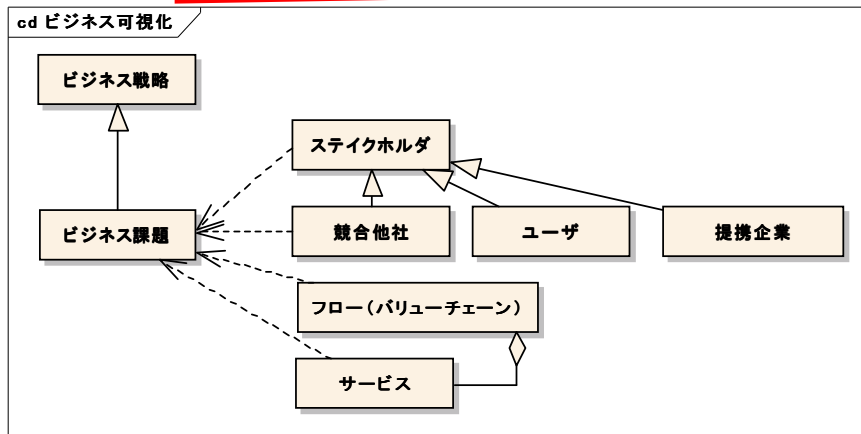 cd ビジネス可視化
ビジネス戦略
ステイクホルダ
ビジネス課題
競合他社
ユーザ
提携企業
フロー(バリューチェーン)
サービス